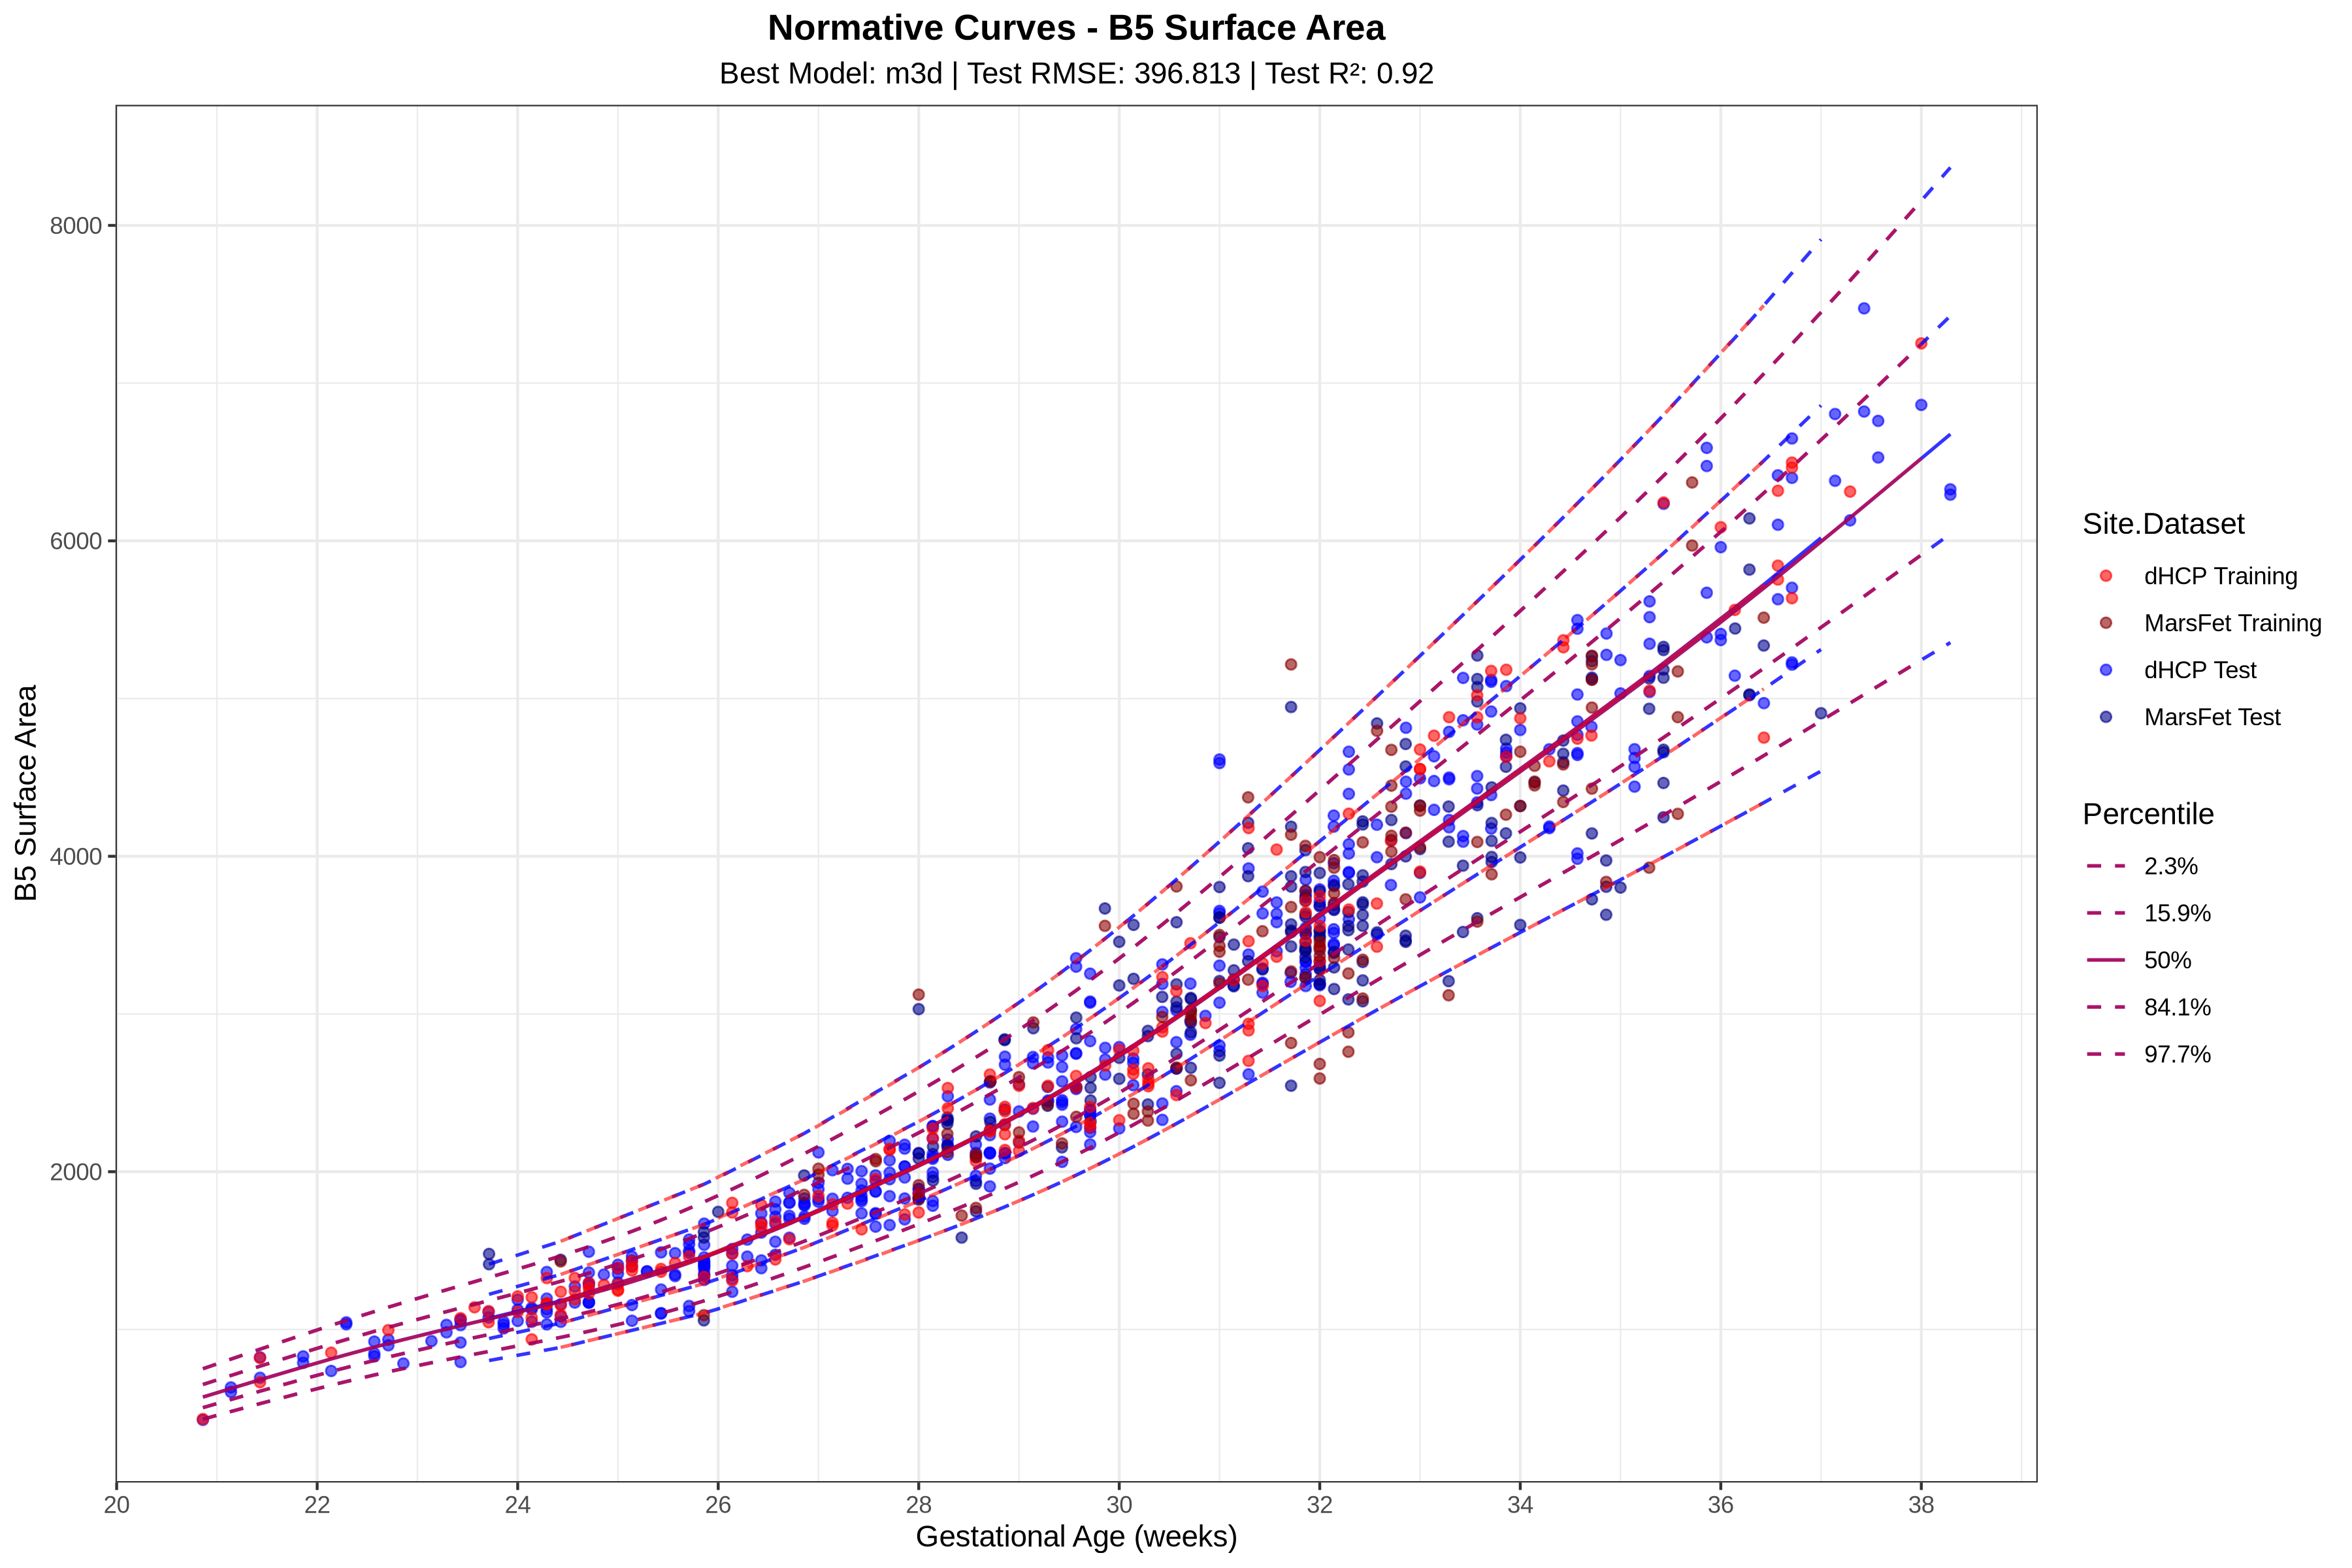 Normative Curves - B5 Surface Area
Best Model: m3d | Test RMSE: 396.813 | Test R²: 0.92
B5 Surface Area
8000
6000
4000
2000
20 22 24 26 28 30 32 34 36 38
Gestational Age (weeks)
Site.Dataset
dHCP Training
MarsFet Training
dHCP Test
MarsFet Test
Percentile
2.3%
15.9%
50%
84.1%
97.7%